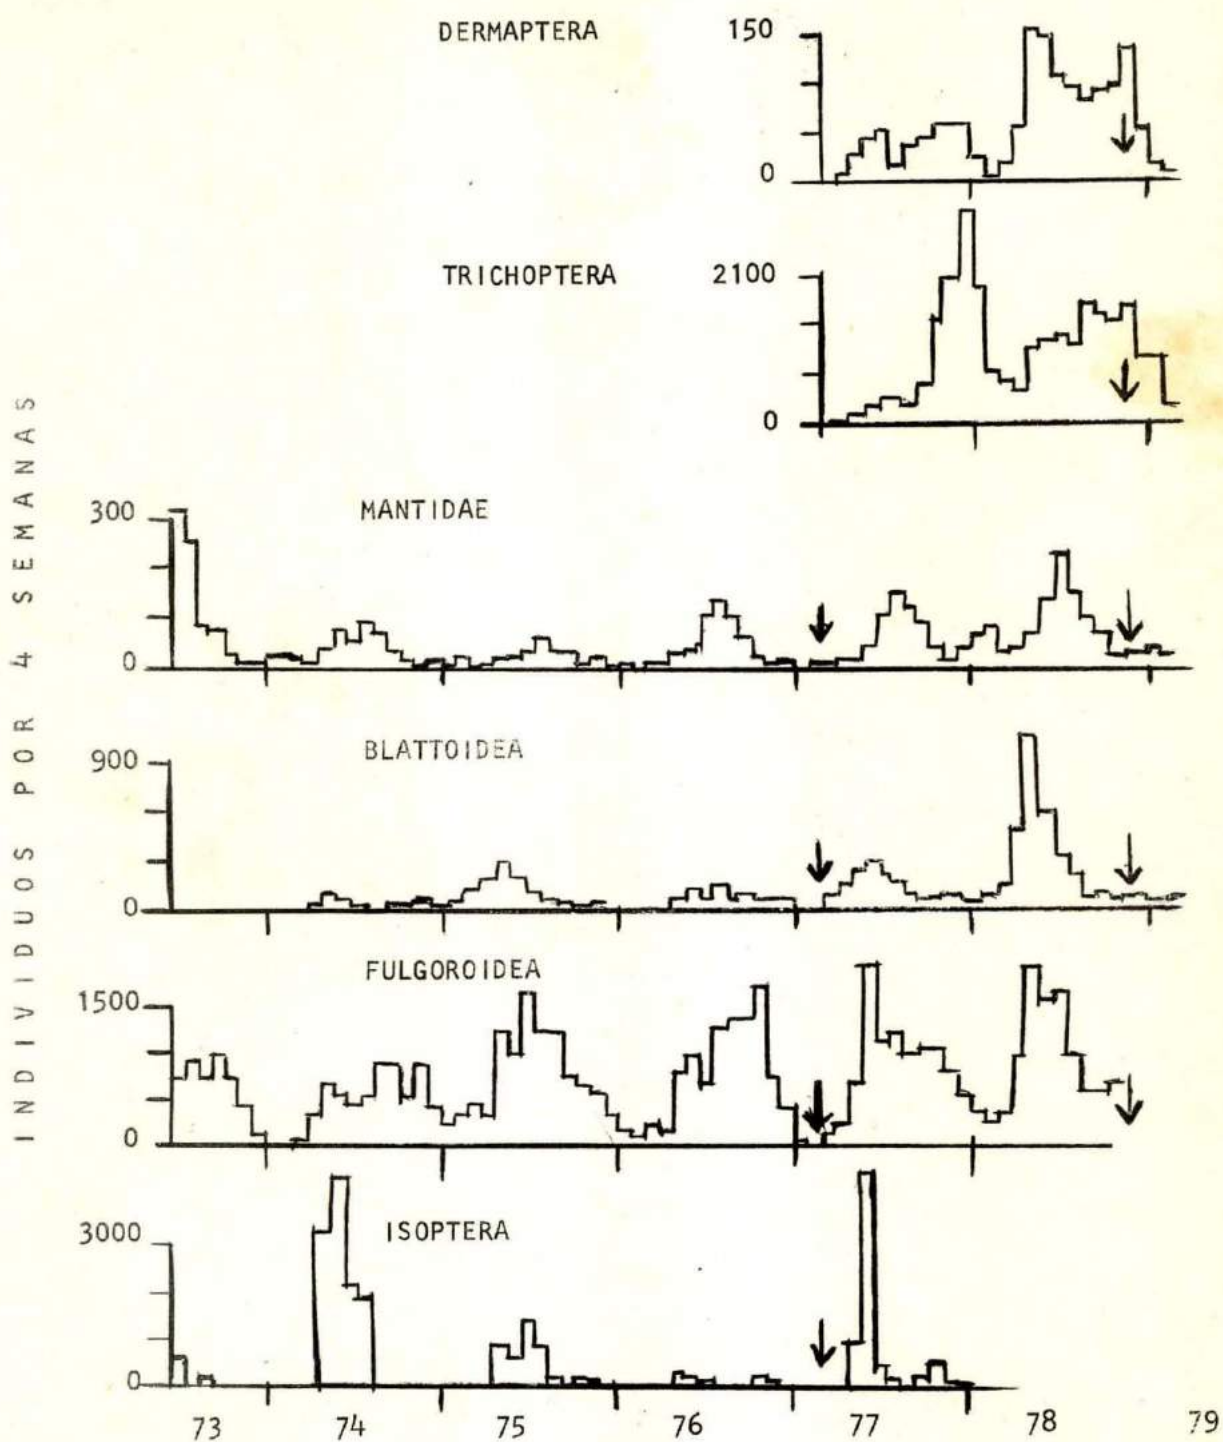 DERMAPTERA
150
0
TRICHOPTERA
2100
0
INDIVIDUOS POR 4 SEMANAS
MANTIDAE
300
0
BLATTOIDEA
900
0
FULGOROIDEA
1500
0
ISOPTERA
3000
0
73 74 75 76 77 78 79